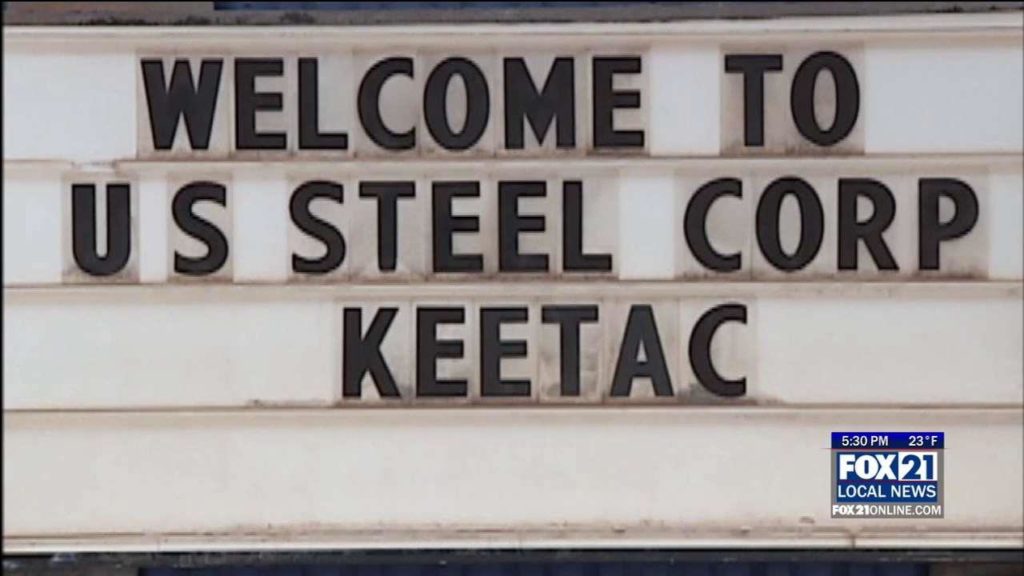 WELCOME TO
US STEEL CORP
KEETAC
5:30 PM 23°F
FOX21
LOCAL NEWS
FOX21ONLINE.COM